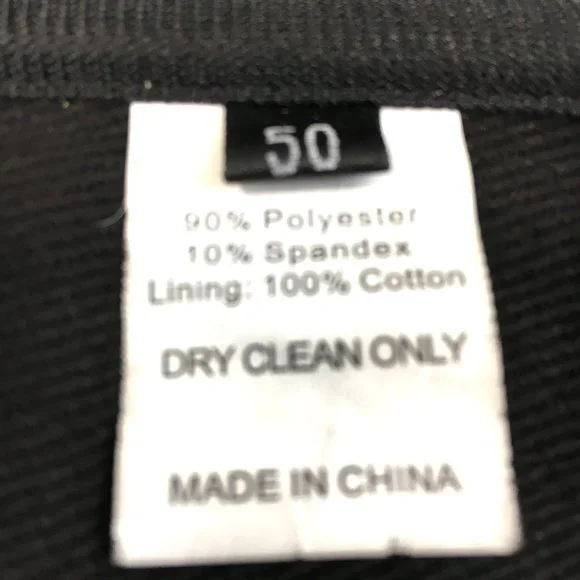 50
90% Polyester
10% Spandex
Lining: 100% Cotton
DRY CLEAN ONLY
MADE IN CHINA